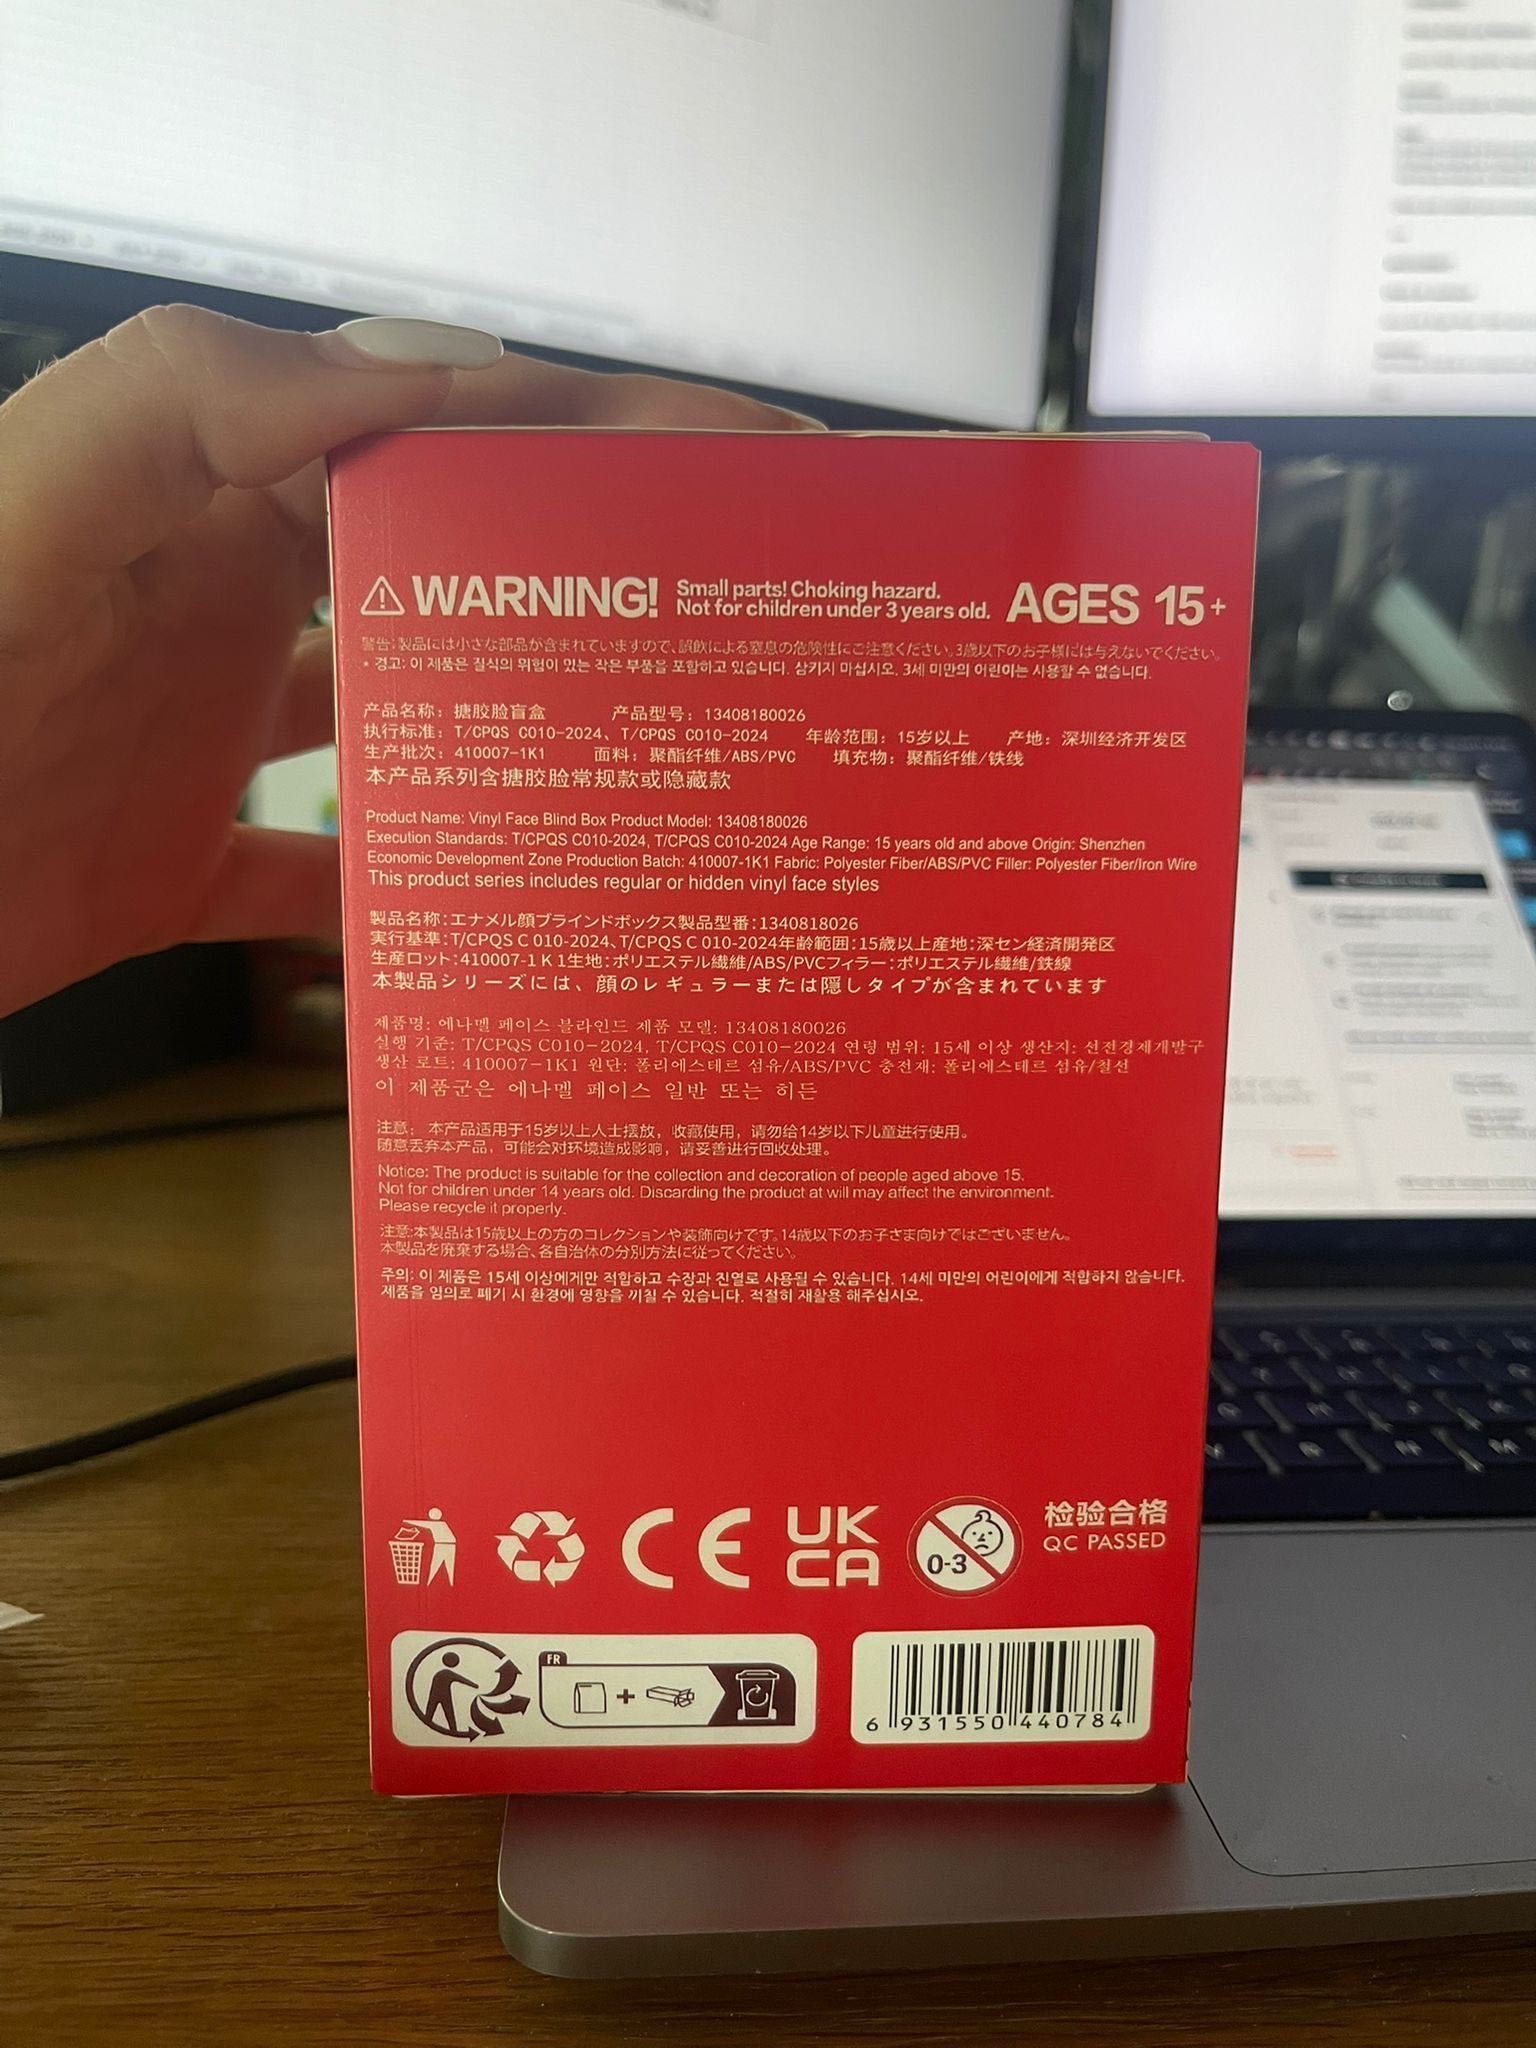 WARNING! Small parts! Choking hazard. AGES 15+
Not for children under 3 years old.
警告:製品には小さな部品が含まれていますので、誤飲による窒息の危険性にご注意ください。3歳以下のお子様には与えないでください。
* 경고: 이 제품은 질식의 위험이 있는 작은 부품을 포함하고 있습니다. 삼키지 마십시오. 3세 미만의 어린이는 사용할 수 없습니다.
产品名称：搪胶脸盲盒 产品型号：13408180026
执行标准：T/CPQS C010-2024、T/CPQS C010-2024 年龄范围：15岁以上 产地：深圳经济开发区
生产批次：410007-1K1 面料：聚酯纤维/ABS/PVC 填充物：聚酯纤维/铁线
本产品系列含搪胶脸常规款或隐藏款
Product Name: Vinyl Face Blind Box Product Model: 13408180026
Execution Standards: T/CPQS C010-2024, T/CPQS C010-2024 Age Range: 15 years old and above Origin: Shenzhen
Economic Development Zone Production Batch: 410007-1K1 Fabric: Polyester Fiber/ABS/PVC Filler: Polyester Fiber/Iron Wire
This product series includes regular or hidden vinyl face styles
製品名称:エナメル顔ブラインドボックス製品型番:1340818026
実行基準:T/CPQS C 010-2024、T/CPQS C 010-2024年齢範囲:15歳以上産地:深セン経済開発区
生産ロット:410007-1 K 1生地:ポリエステル繊維/ABS/PVCフィラー:ポリエステル繊維/鉄線
本製品シリーズには、顔のレギュラーまたは隠しタイプが含まれています
제품명: 에나멜 페이스 블라인드 제품 모델: 13408180026
실행 기준: T/CPQS C010-2024, T/CPQS C010-2024 연령 범위: 15세 이상 생산지: 선전경제개발구
생산 로트: 410007-1K1 원단: 폴리에스테르 섬유/ABS/PVC 충전재: 폴리에스테르 섬유/철선
이 제품군은 에나멜 페이스 일반 또는 히든
注意：本产品适用于15岁以上人士摆放，收藏使用，请勿给14岁以下儿童进行使用。
随意丢弃本产品，可能会对环境造成影响，请妥善进行回收处理。
Notice: The product is suitable for the collection and decoration of people aged above 15.
Not for children under 14 years old. Discarding the product at will may affect the environment.
Please recycle it properly.
注意:本製品は15歳以上の方のコレクションや装飾向けです。14歳以下のお子さま向けではございません。
本製品を廃棄する場合、各自治体の分別方法に従ってください。
주의: 이 제품은 15세 이상에게만 적합하고 수장과 진열로 사용될 수 있습니다. 14세 미만의 어린이에게 적합하지 않습니다.
제품을 임의로 폐기 시 환경에 영향을 끼칠 수 있습니다. 적절히 재활용 해주십시오.
CE UK CA 0-3 检验合格
QC PASSED
FR
6 931550 440784